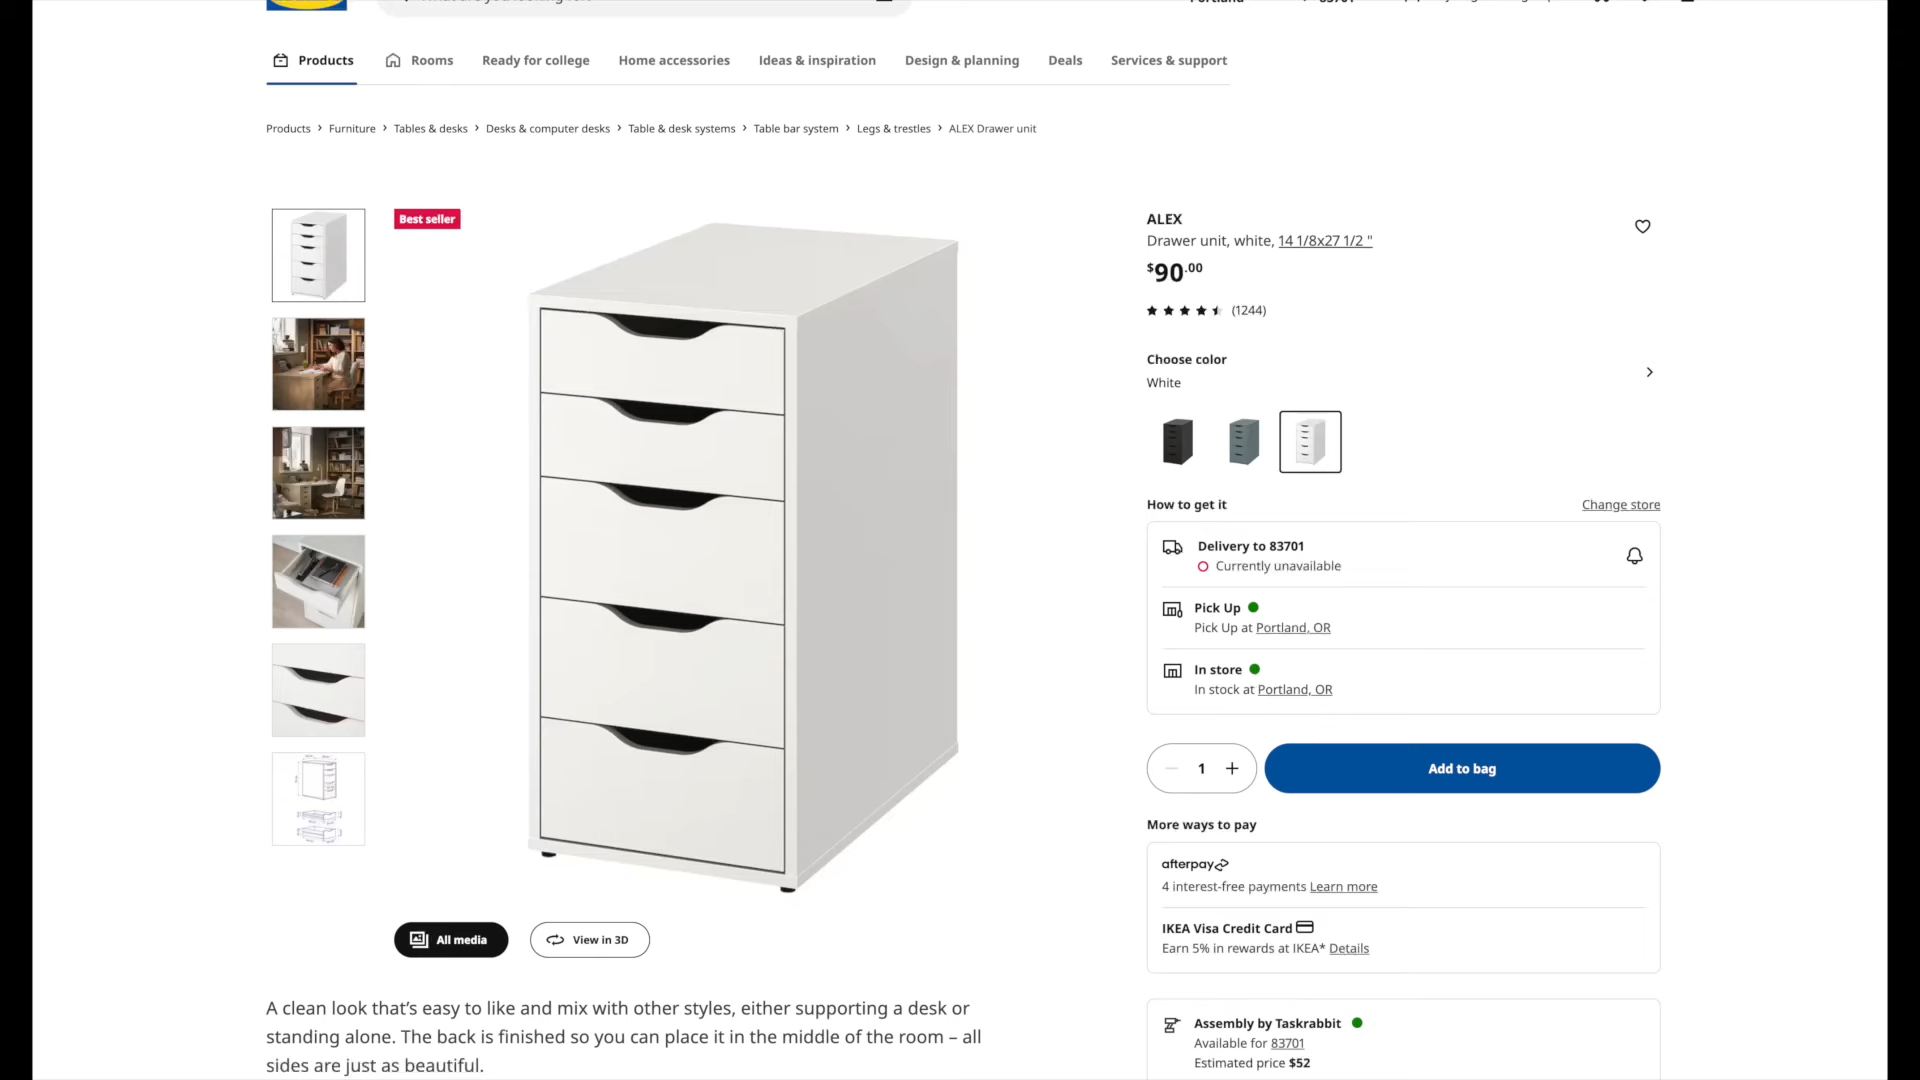 Products
Rooms
Ready for college
Home accessories
Ideas & inspiration
Design & planning
Deals
Services & support
Products › Furniture › Tables & desks › Desks & computer desks › Table & desk systems › Table bar system › Legs & trestles › ALEX Drawer unit
Best seller
ALEX
Drawer unit, white, 14 1/8x27 1/2 "
$90.00
(1244)
Choose color
White
How to get it
Change store
Delivery to 83701
Currently unavailable
Pick Up
Pick Up at Portland, OR
In store
In stock at Portland, OR
1
Add to bag
More ways to pay
afterpay
4 interest-free payments Learn more
IKEA Visa Credit Card
Earn 5% in rewards at IKEA* Details
All media
View in 3D
A clean look that’s easy to like and mix with other styles, either supporting a desk or
standing alone. The back is finished so you can place it in the middle of the room – all
sides are just as beautiful.
Assembly by Taskrabbit
Available for 83701
Estimated price $52